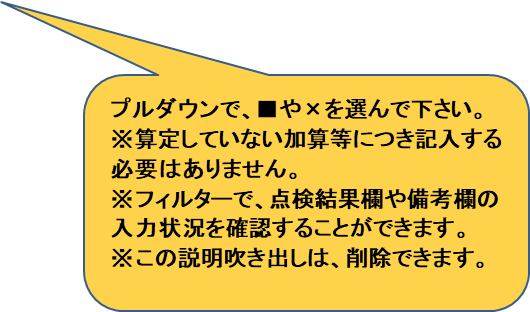 プルダウンで、■や×を選んで下さい。
※算定していない加算等につき記入する
必要はありません。
※フィルターで、点検結果欄や備考欄の
入力状況を確認することができます。
※この説明吹き出しは、削除できます。